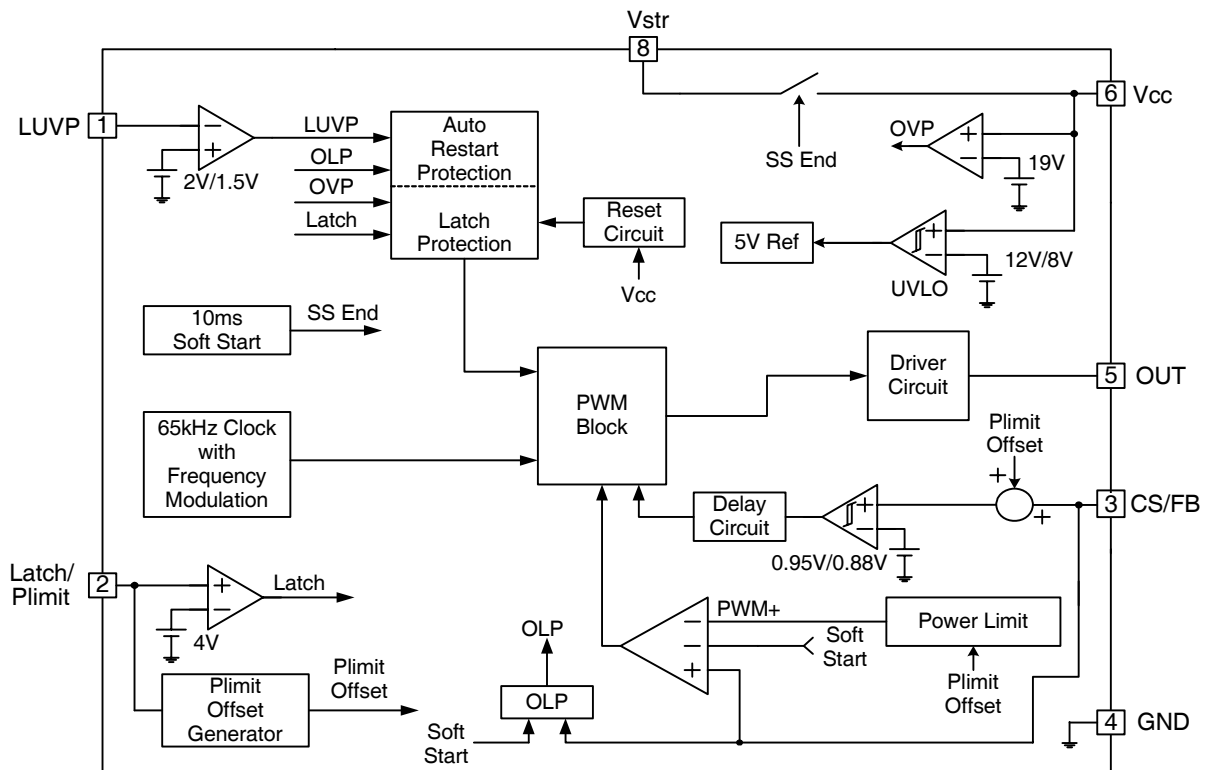 Vstr
8
LUVP
1
−
+
2V/1.5V
LUVP
OLP
OVP
Latch
Auto
Restart
Protection
Latch
Protection
Reset
Circuit
Vcc
SS End
6
Vcc
OVP
+
−
19V
5V Ref
+
−
UVLO
12V/8V
10ms
Soft Start
SS End
65kHz Clock
with
Frequency
Modulation
PWM
Block
Driver
Circuit
5
OUT
Plimit
Offset
+
+
3
CS/FB
Delay
Circuit
+
−
0.95V/0.88V
Latch/
Plimit
2
+
−
4V
Latch
Plimit
Offset
Generator
Plimit
Offset
OLP
OLP
Soft
Start
−
−
+
PWM+
Soft
Start
Power Limit
Plimit
Offset
4
GND